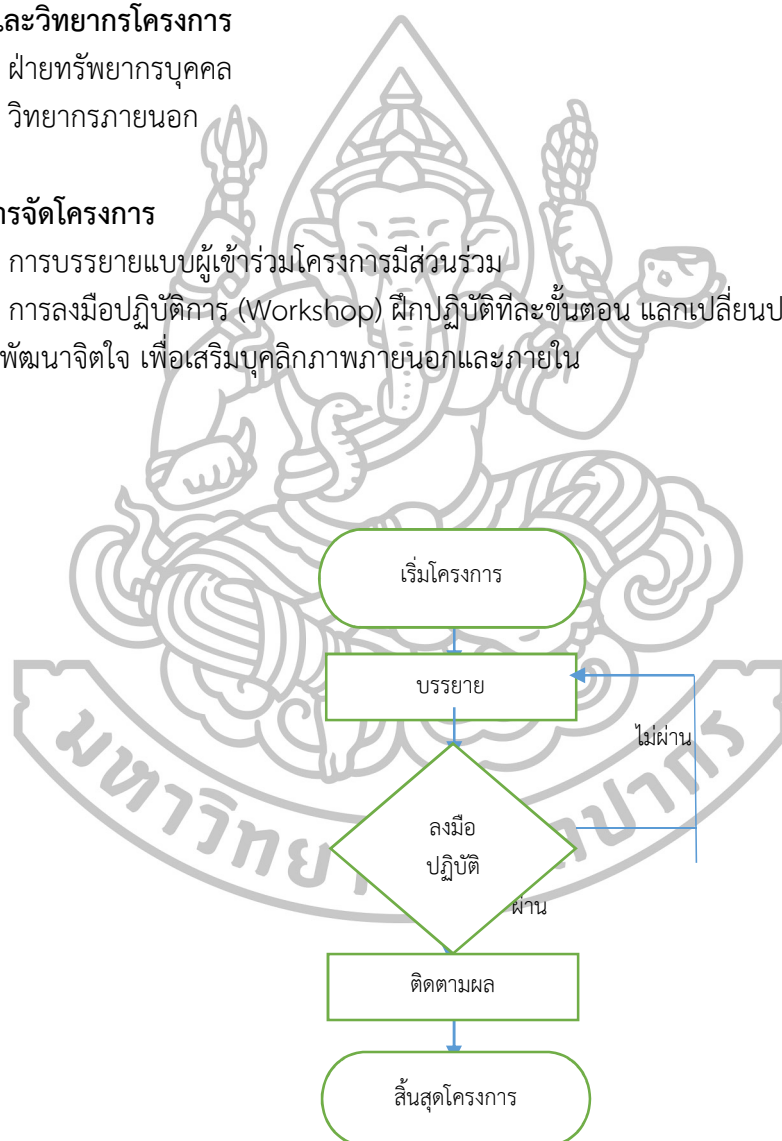 และวิทยากรโครงการ
ฝ่ายทรัพยากรบุคคล
วิทยากรภายนอก
การจัดโครงการ
การบรรยายแบบผู้เข้าร่วมโครงการมีส่วนร่วม
การลงมือปฏิบัติการ (Workshop) ฝึกปฏิบัติทีละขั้นตอน แลกเปลี่ยนป
พัฒนาจิตใจ เพื่อเสริมบุคลิกภาพภายนอกและภายใน
เริ่มโครงการ
บรรยาย
ไม่ผ่าน
ลงมือ
ปฏิบัติ
ผ่าน
ติดตามผล
สิ้นสุดโครงการ